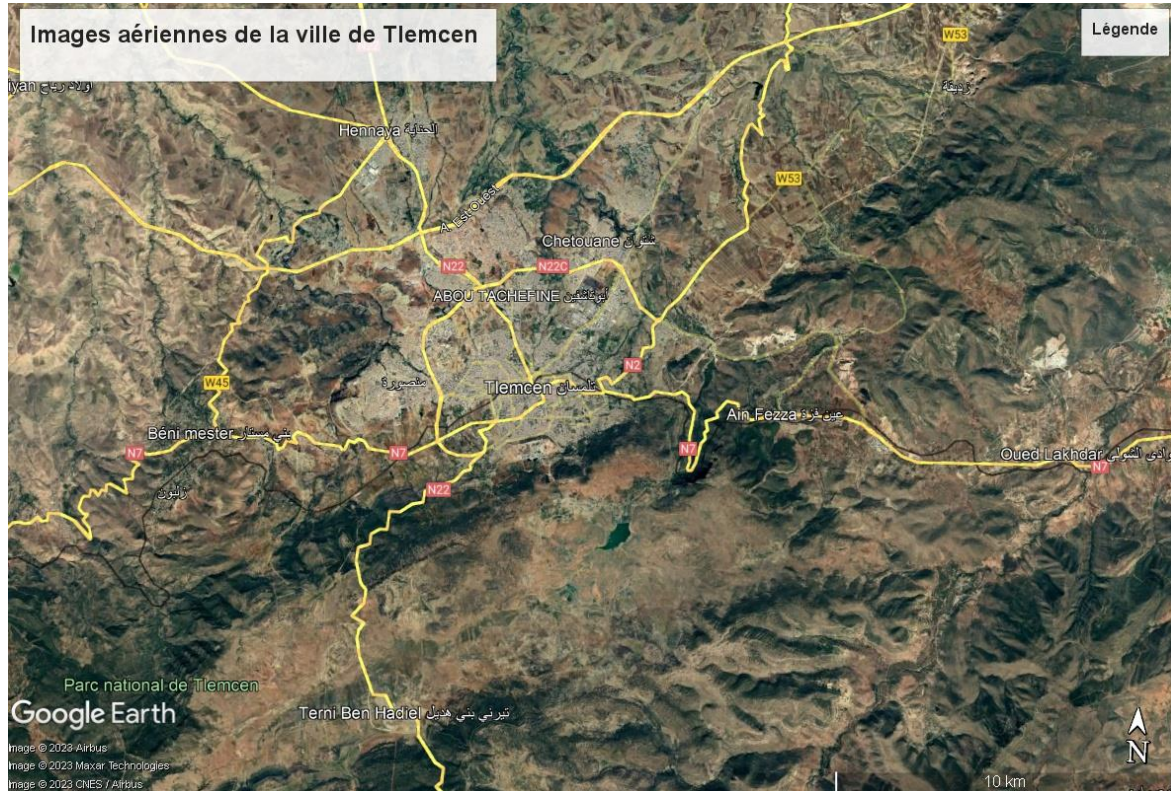 Images aériennes de la ville de Tlemcen
Légende
W53
زديقة
Hennaya الحناية
W53
A. Est Ouest
Chetouane شتوان
N22
N22C
ABOU TACHEFINE أبوتاشفين
N2
W45
منصورة
Tlemcen تلمسان
Ain Fezza عين فزة
Béni mester بني مستار
N7
N7
N7
Oued Lakhdar
N7
زلبون
N22
Parc national de Tlemcen
Google Earth
Terni Ben Hadiel تيرني بني هديل
Image © 2023 Airbus
Image © 2023 Maxar Technologies
Image © 2023 CNES / Airbus
N
10 km